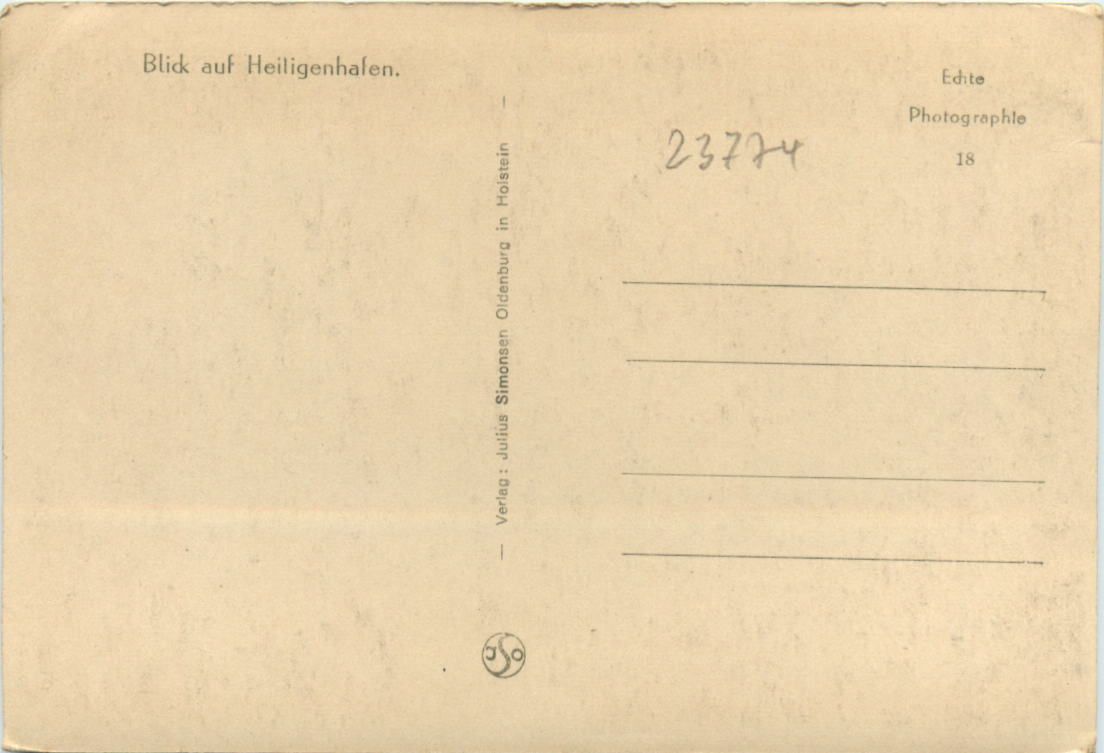 Blick auf Heiligenhafen.
Echte
Photographie
18
23774
— Verlag: Julius Simonsen Oldenburg in Holstein —
JSO